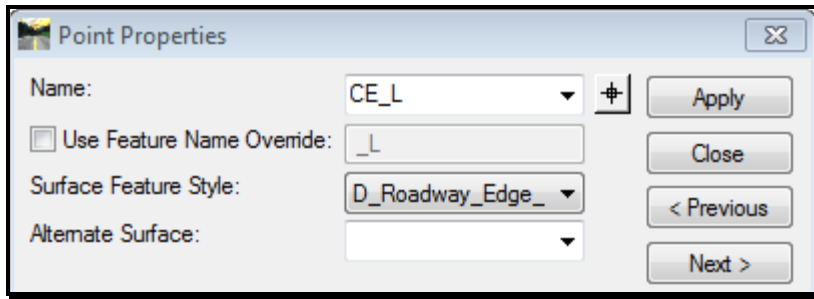 Point Properties
Name: CE_L Apply
Use Feature Name Override: _L Close
Surface Feature Style: D_Roadway_Edge_ < Previous
Alternate Surface: Next >